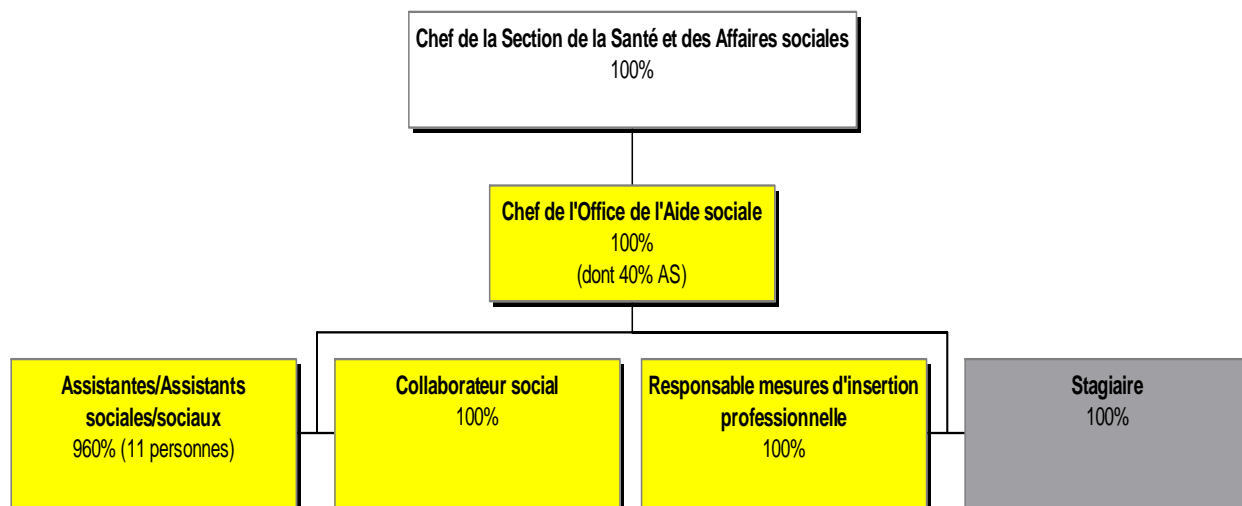 Chef de la Section de la Santé et des Affaires sociales
100%
Chef de l'Office de l'Aide sociale
100%
(dont 40% AS)
Assistantes/Assistants
sociales/sociaux
960% (11 personnes)
Collaborateur social
100%
Responsable mesures d'insertion
professionnelle
100%
Stagiaire
100%